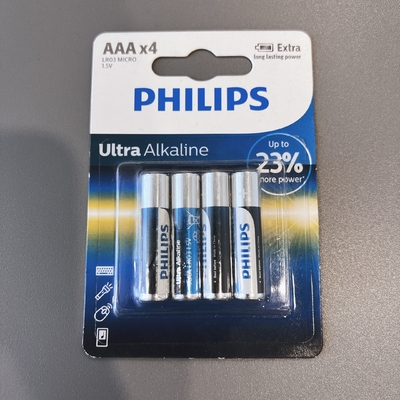 AAA x4
LR03 MICRO
1.5V
Extra
long lasting power
PHILIPS
Ultra Alkaline
Up to
23%
more power*
PHILIPS
Ultra Alkaline
PHILIPS
PHILIPS